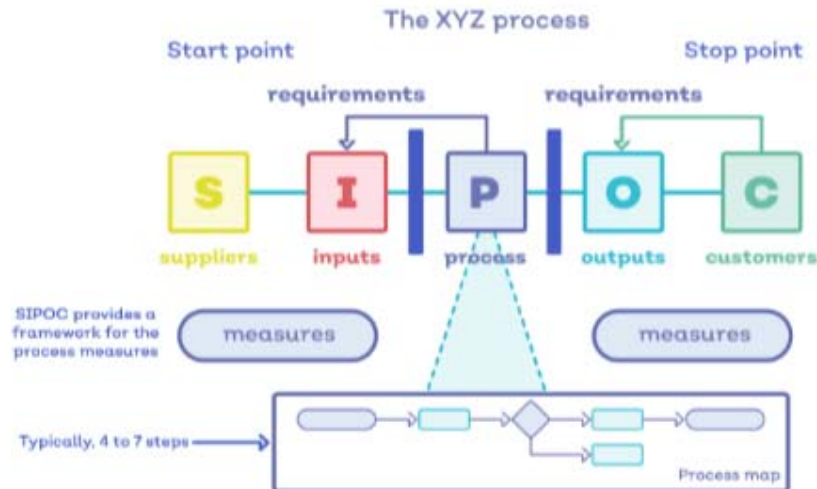 The XYZ process
Start point
Stop point
requirements
requirements
S
I
P
O
C
suppliers
inputs
process
outputs
customers
SIPOC provides a
framework for the
process measures
measures
measures
Typically, 4 to 7 steps
Process map